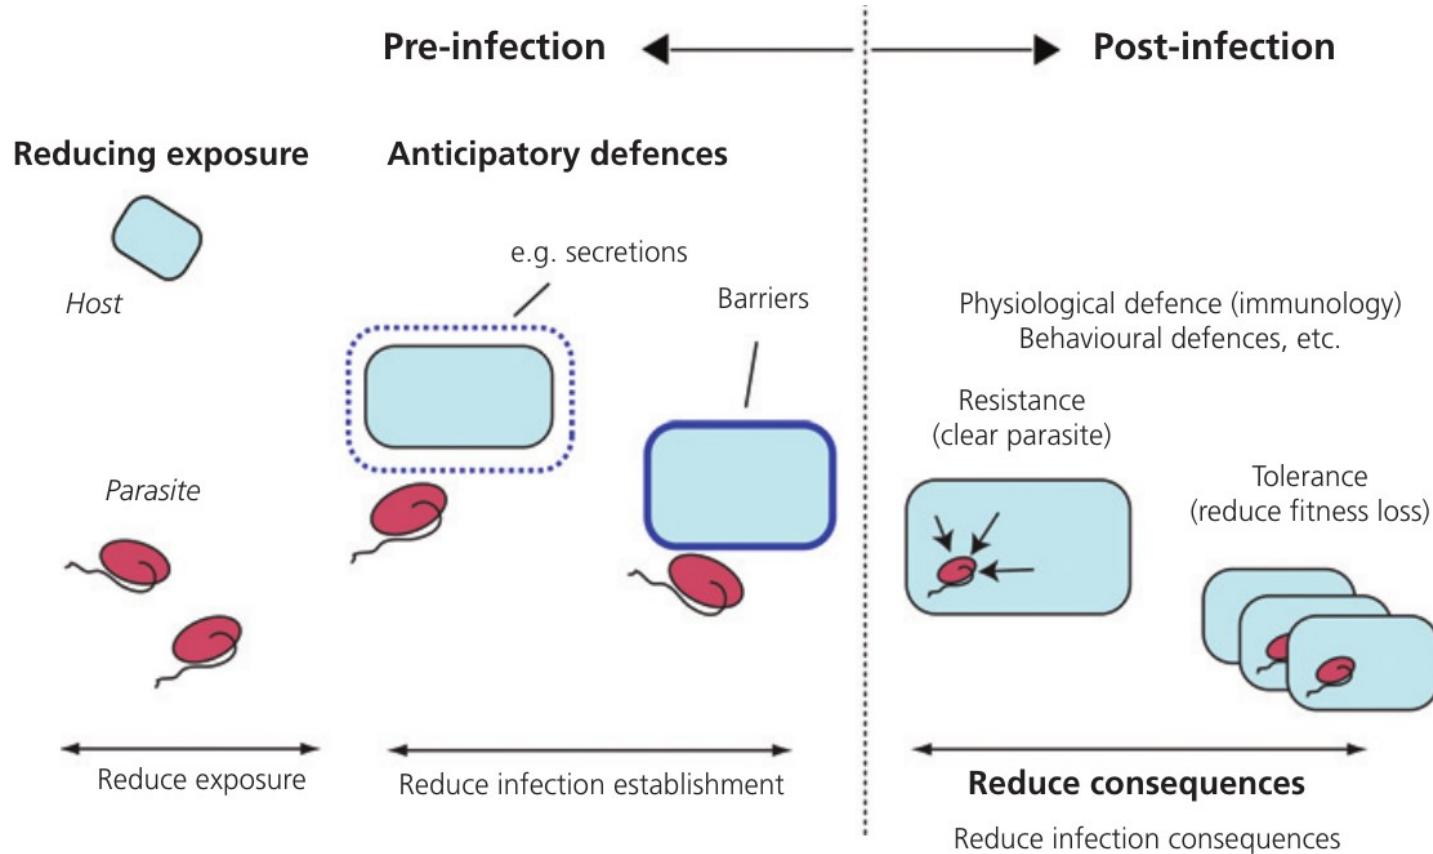 Pre-infection
Post-infection
Reducing exposure
Anticipatory defences
Host
Parasite
e.g. secretions
Barriers
Physiological defence (immunology)
Behavioural defences, etc.
Resistance
(clear parasite)
Tolerance
(reduce fitness loss)
Reduce exposure
Reduce infection establishment
Reduce consequences
Reduce infection consequences